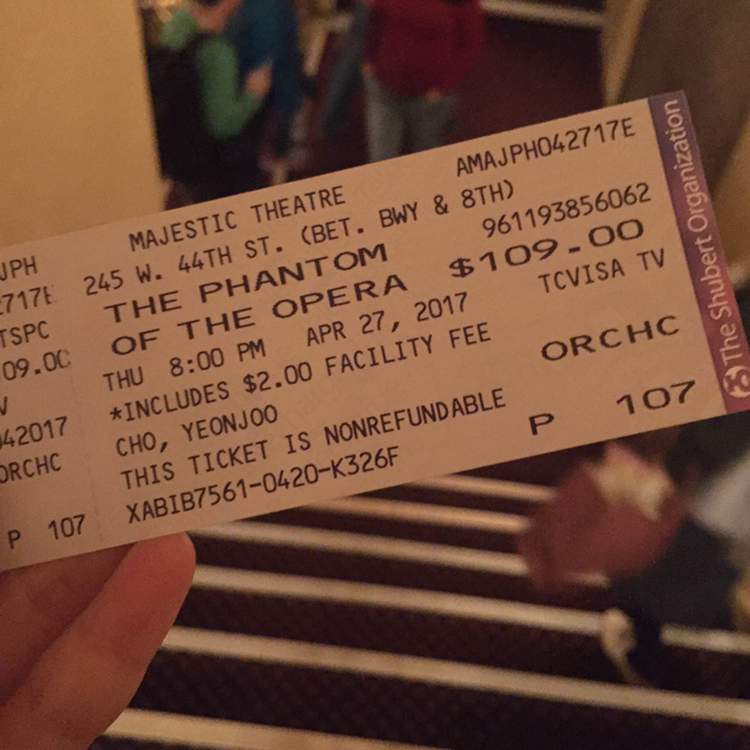 JPH
2717E
TSPC
09.00
V
42017
ORCHC
P 107
AMAJPH042717E
MAJESTIC THEATRE
245 W. 44TH ST. (BET. BWY & 8TH)
961193856062
THE PHANTOM
$109.00
OF THE OPERA
TCVISA TV
THU 8:00 PM APR 27, 2017
*INCLUDES $2.00 FACILITY FEE
ORCHC
CHO, YEONJOO
THIS TICKET IS NONREFUNDABLE
P 107
XABIB7561-0420-K326F
The Shubert Organization